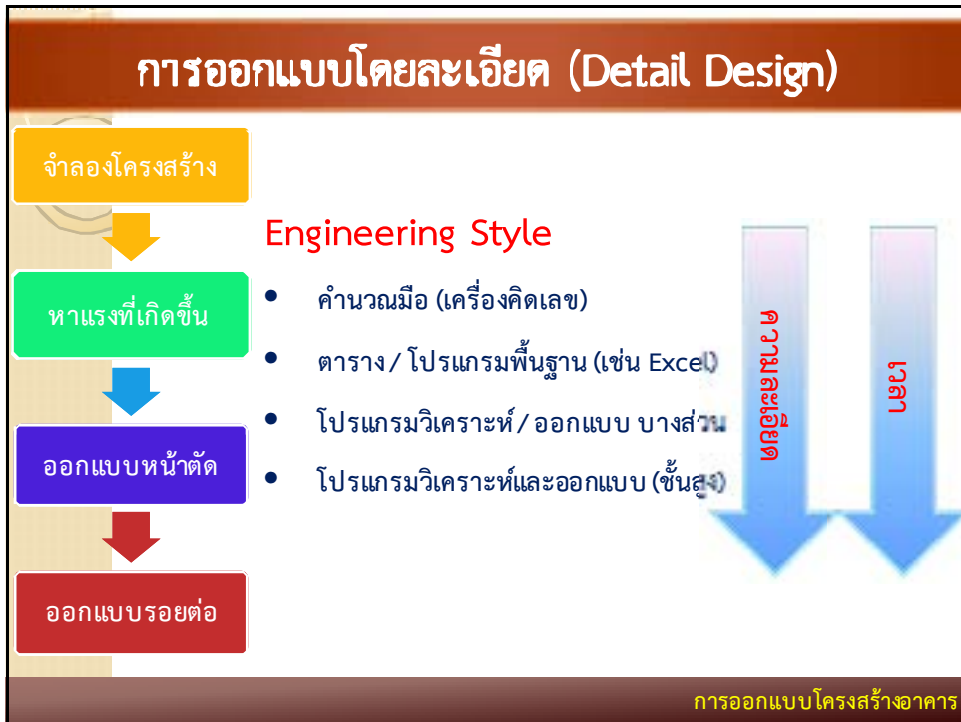 การออกแบบโดยละเอียด (Detail Design)
จำลองโครงสร้าง
หาแรงที่เกิดขึ้น
ออกแบบหน้าตัด
ออกแบบรอยต่อ
Engineering Style
• คำนวณมือ (เครื่องคิดเลข)
• ตาราง / โปรแกรมพื้นฐาน (เช่น Excel)
• โปรแกรมวิเคราะห์ / ออกแบบ บางส่วน
• โปรแกรมวิเคราะห์และออกแบบ (ชั้นสูง)
ความละเอียด
เวลา
การออกแบบโครงสร้างอาคาร